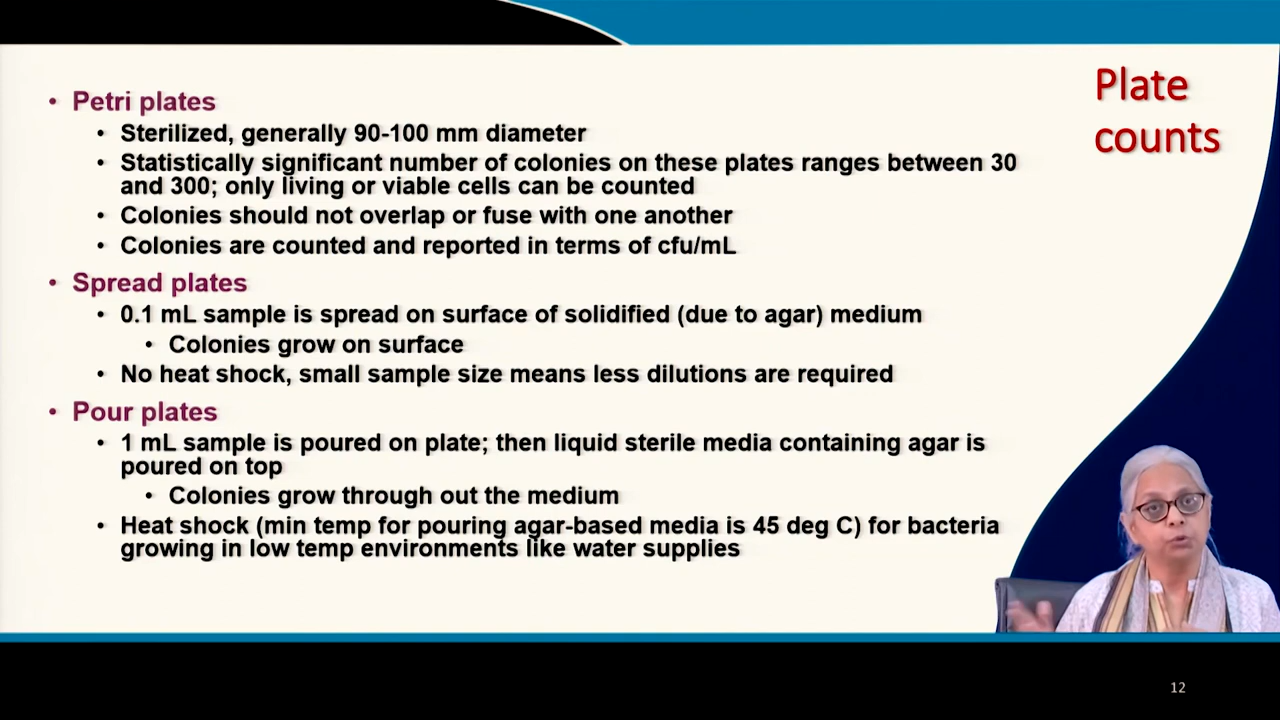 Plate
counts
• Petri plates
• Sterilized, generally 90-100 mm diameter
• Statistically significant number of colonies on these plates ranges between 30
and 300; only living or viable cells can be counted
• Colonies should not overlap or fuse with one another
• Colonies are counted and reported in terms of cfu/mL
• Spread plates
• 0.1 mL sample is spread on surface of solidified (due to agar) medium
• Colonies grow on surface
• No heat shock, small sample size means less dilutions are required
• Pour plates
• 1 mL sample is poured on plate; then liquid sterile media containing agar is
poured on top
• Colonies grow through out the medium
• Heat shock (min temp for pouring agar-based media is 45 deg C) for bacteria
growing in low temp environments like water supplies
12